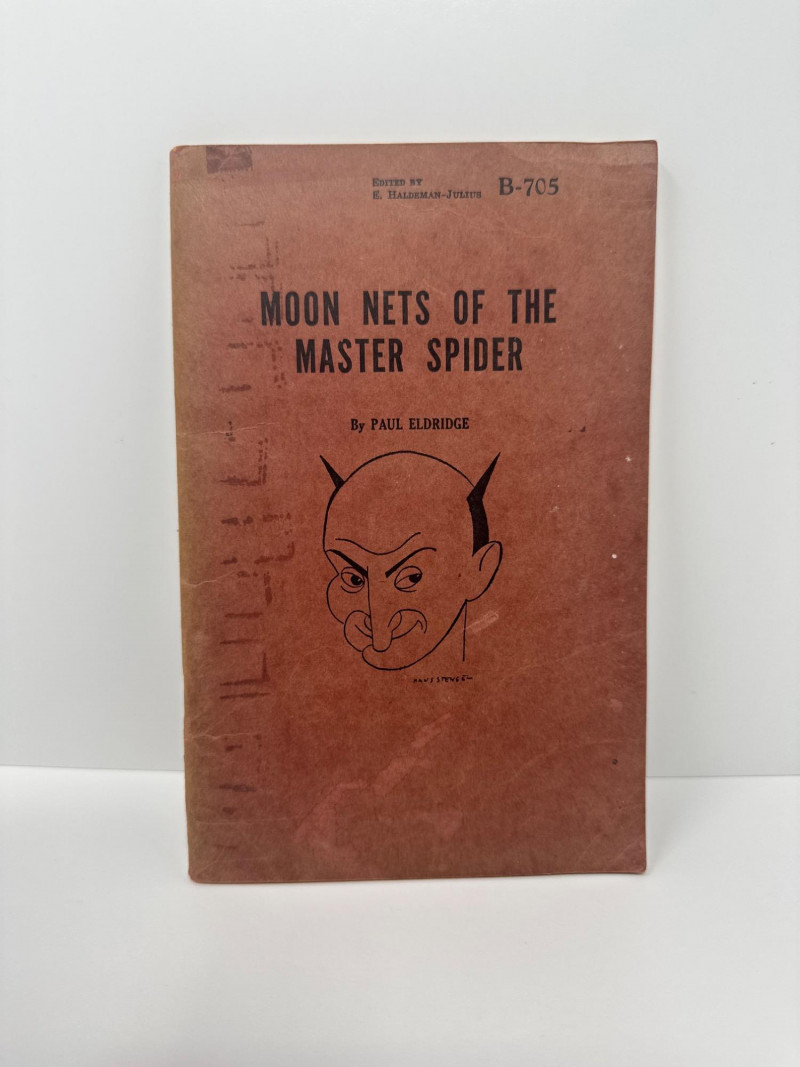 EDITED BY
E. HALDEMAN-JULIUS B-705
MOON NETS OF THE
MASTER SPIDER
By PAUL ELDRIDGE